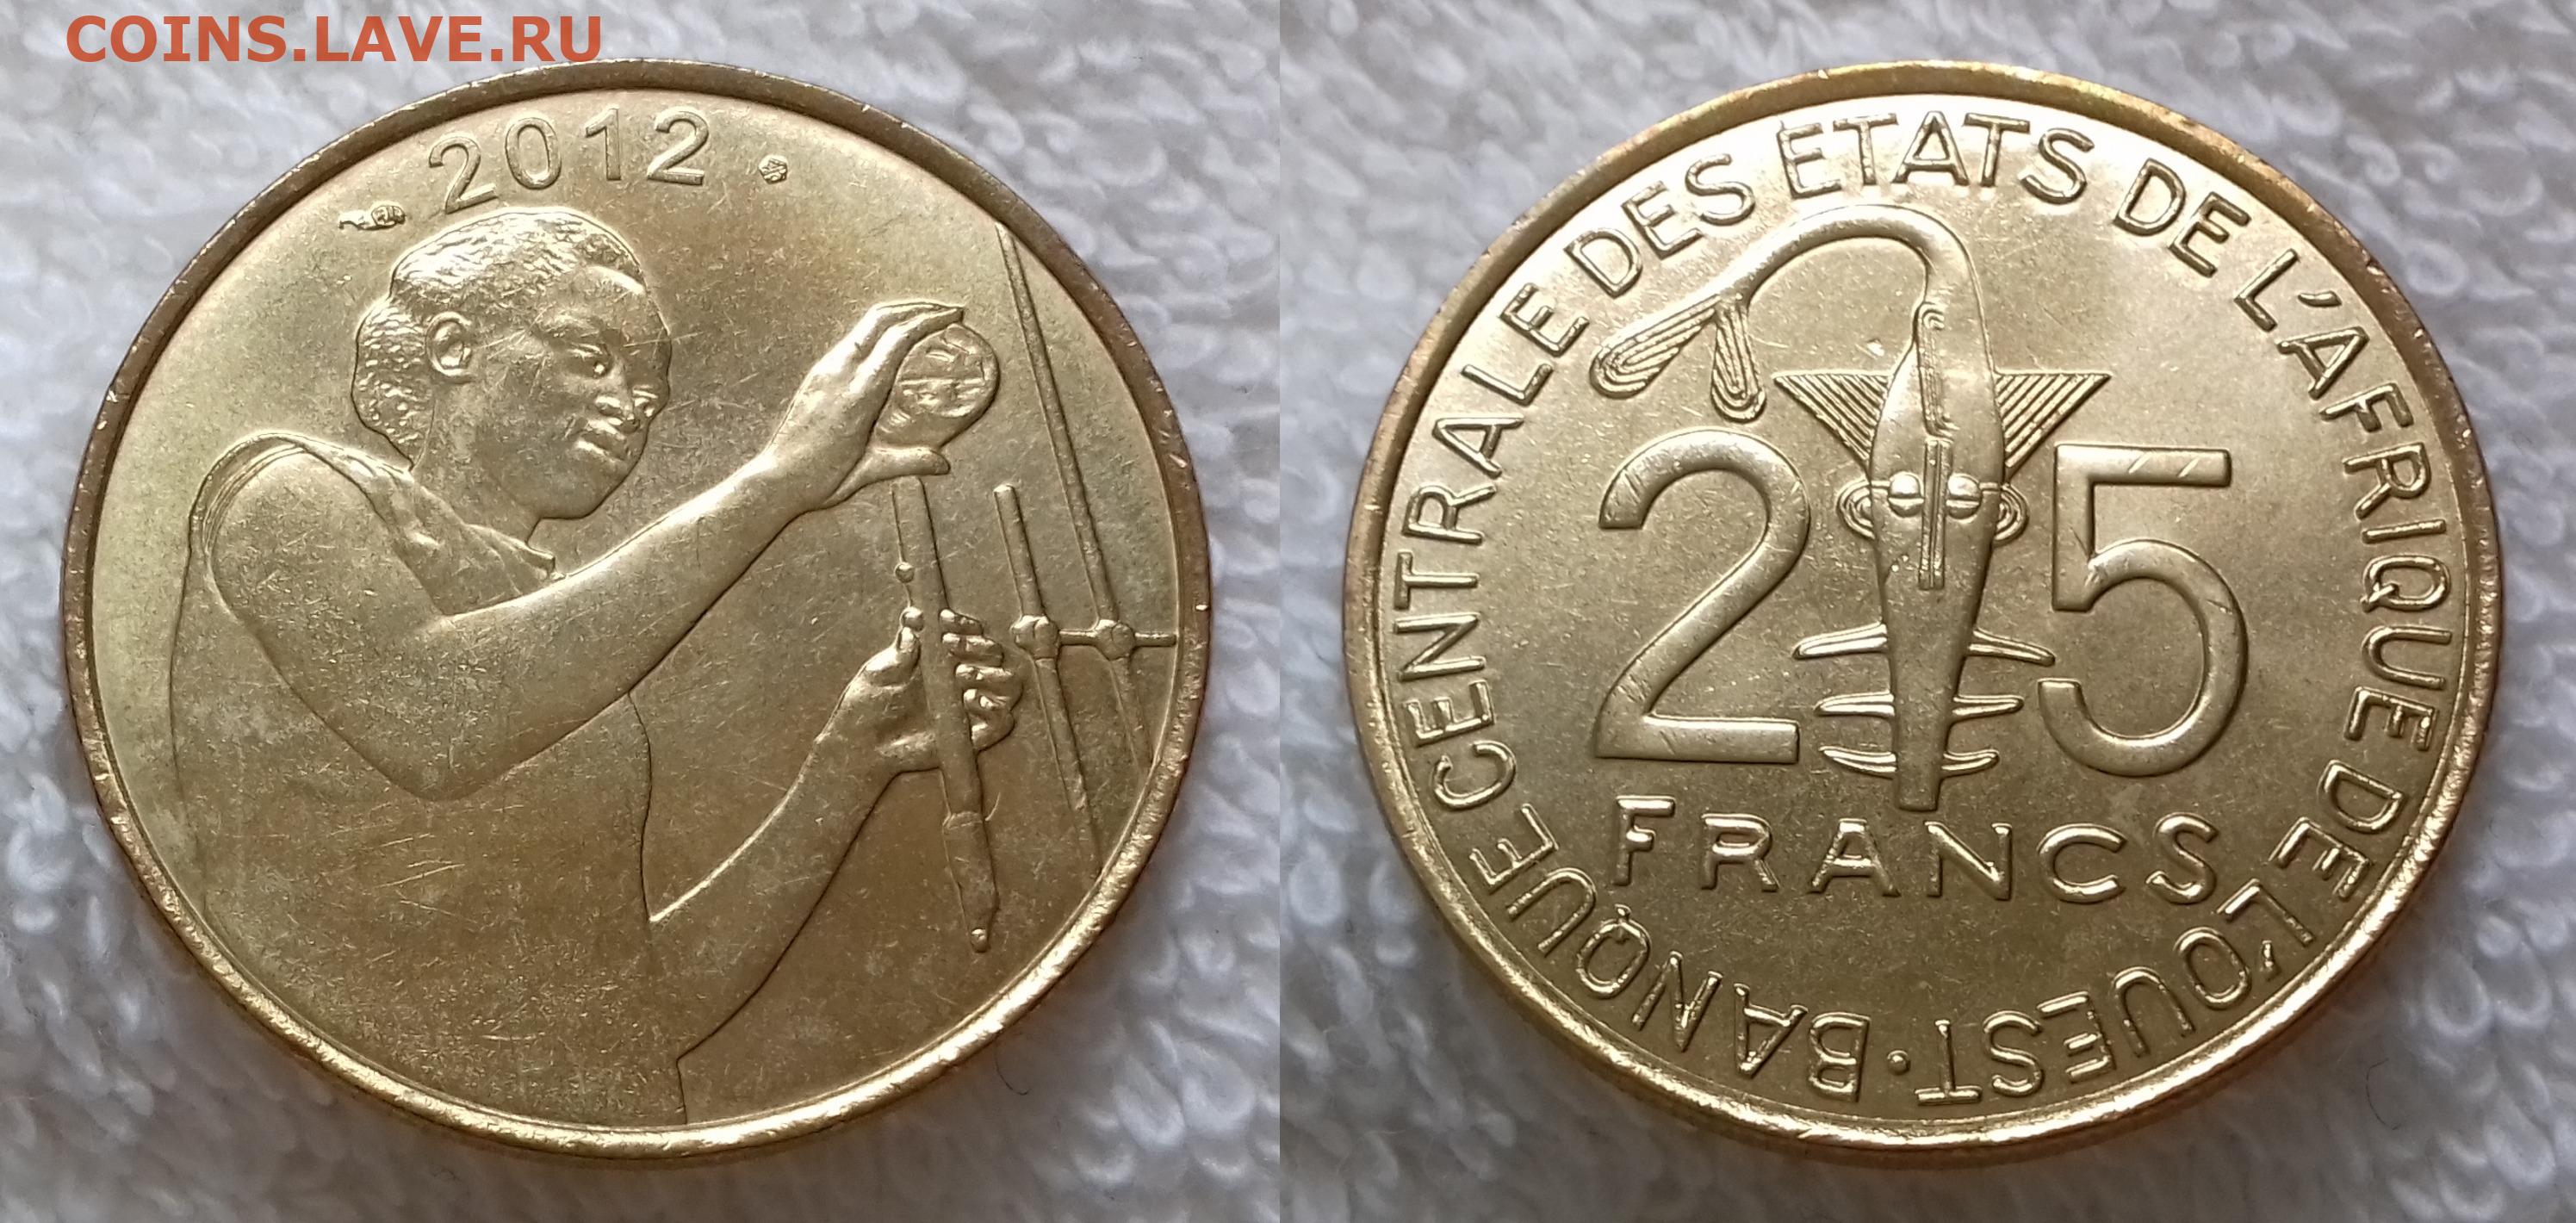 COINS.LAVE.RU
2012
BANQUE CENTRALE DES ETATS DE L'AFRIQUE DE L'OUEST ·
25
FRANCS